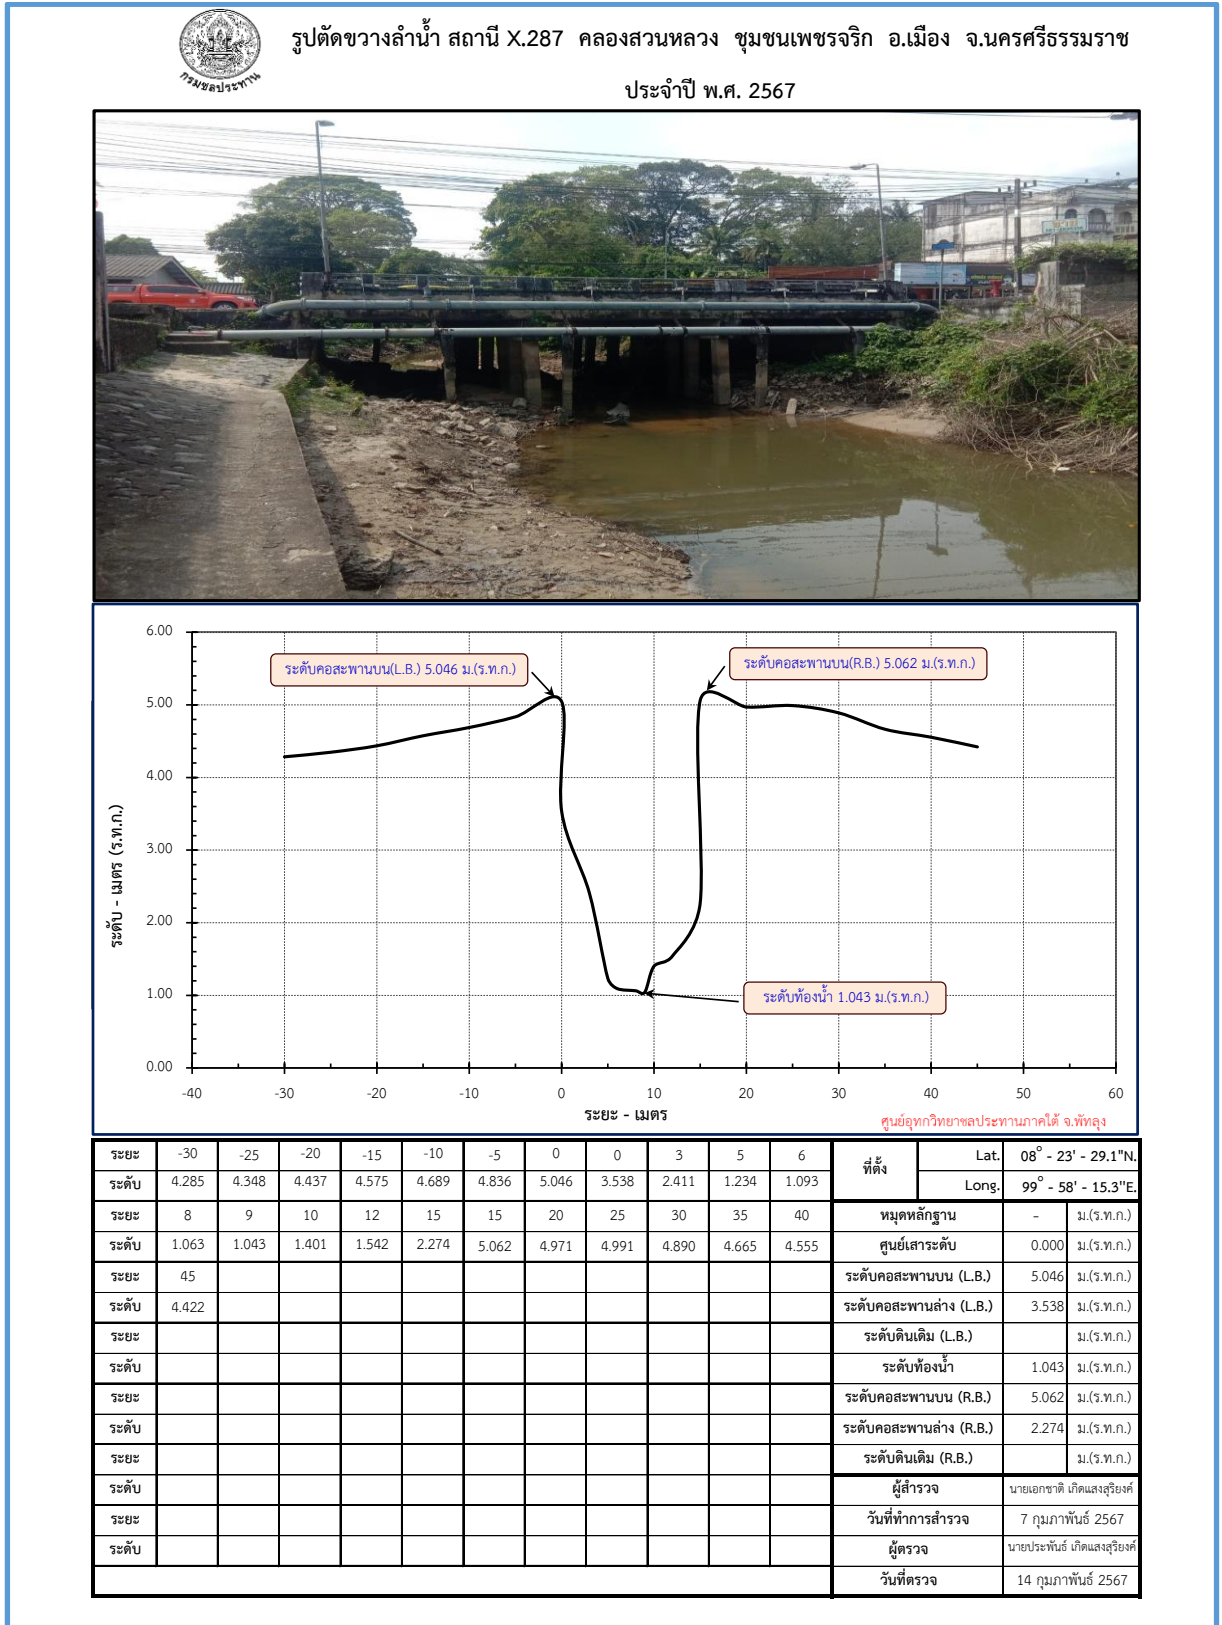 กรมชลประทาน
รูปตัดขวางลำน้ำ สถานี X.287 คลองสวนหลวง ชุมชนเพชรจริก อ.เมือง จ.นครศรีธรรมราช
ประจำปี พ.ศ. 2567
ระดับ - เมตร (ร.ท.ก.)
6.00
5.00
4.00
3.00
2.00
1.00
0.00
ระดับคอสะพานบน(L.B.) 5.046 ม.(ร.ท.ก.)
ระดับคอสะพานบน(R.B.) 5.062 ม.(ร.ท.ก.)
ระดับท้องน้ำ 1.043 ม.(ร.ท.ก.)
-40 -30 -20 -10 0 10 20 30 40 50 60
ระยะ - เมตร
ศูนย์อุทกวิทยาชลประทานภาคใต้ จ.พัทลุง
ระยะ -30 -25 -20 -15 -10 -5 0 0 3 5 6 ที่ตั้ง Lat. 08° - 23' - 29.1"N.
ระดับ 4.285 4.348 4.437 4.575 4.689 4.836 5.046 3.538 2.411 1.234 1.093 Long. 99° - 58' - 15.3"E.
ระยะ 8 9 10 12 15 15 20 25 30 35 40 หมุดหลักฐาน - ม.(ร.ท.ก.)
ระดับ 1.063 1.043 1.401 1.542 2.274 5.062 4.971 4.991 4.890 4.665 4.555 ศูนย์เสาระดับ 0.000 ม.(ร.ท.ก.)
ระยะ 45 ระดับคอสะพานบน (L.B.) 5.046 ม.(ร.ท.ก.)
ระดับ 4.422 ระดับคอสะพานล่าง (L.B.) 3.538 ม.(ร.ท.ก.)
ระยะ ระดับดินเดิม (L.B.) ม.(ร.ท.ก.)
ระดับ ระดับท้องน้ำ 1.043 ม.(ร.ท.ก.)
ระยะ ระดับคอสะพานบน (R.B.) 5.062 ม.(ร.ท.ก.)
ระดับ ระดับคอสะพานล่าง (R.B.) 2.274 ม.(ร.ท.ก.)
ระยะ ระดับดินเดิม (R.B.) ม.(ร.ท.ก.)
ระดับ ผู้สำรวจ นายเอกชาติ เกิดแสงสุริยงค์
ระยะ วันที่ทำการสำรวจ 7 กุมภาพันธ์ 2567
ระดับ ผู้ตรวจ นายประพันธ์ เกิดแสงสุริยงค์
วันที่ตรวจ 14 กุมภาพันธ์ 2567